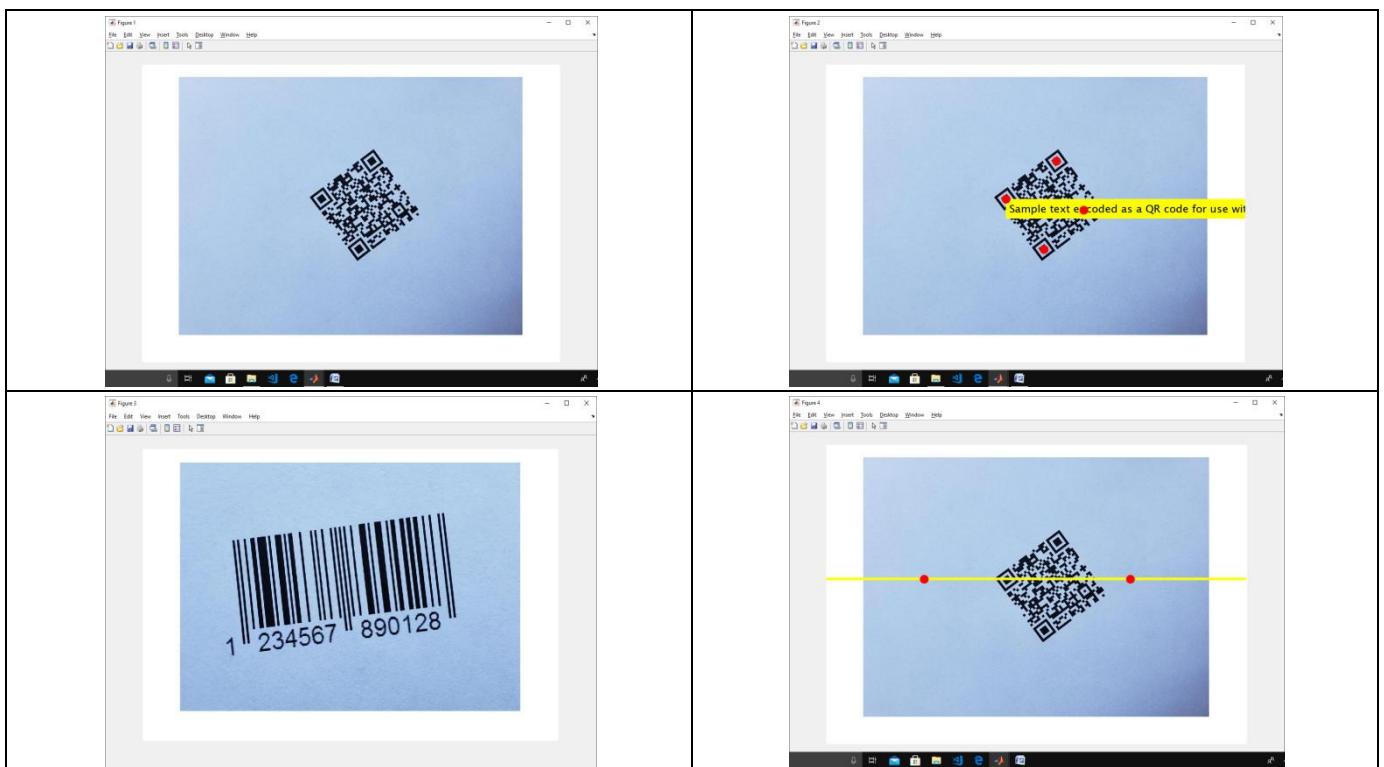 Figure 1
File Edit View Insert Tools Desktop Window Help
Figure 2
File Edit View Insert Tools Desktop Window Help
Sample text encoded as a QR code for use wit
Figure 3
File Edit View Insert Tools Desktop Window Help
1 234567 890128
Figure 4
File Edit View Insert Tools Desktop Window Help